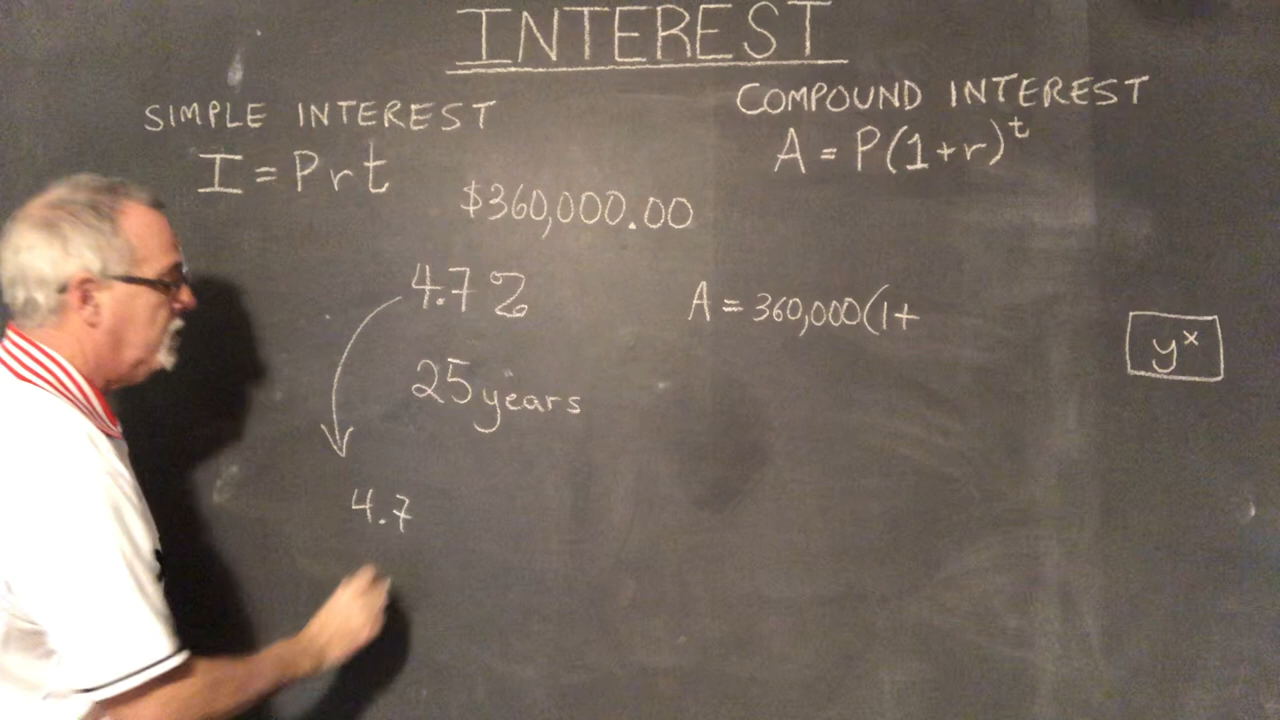 INTEREST
SIMPLE INTEREST
I = Prt
COMPOUND INTEREST
A = P(1+r)^t
$360,000.00
4.7%
25 years
4.7
A = 360,000(1+
y^x